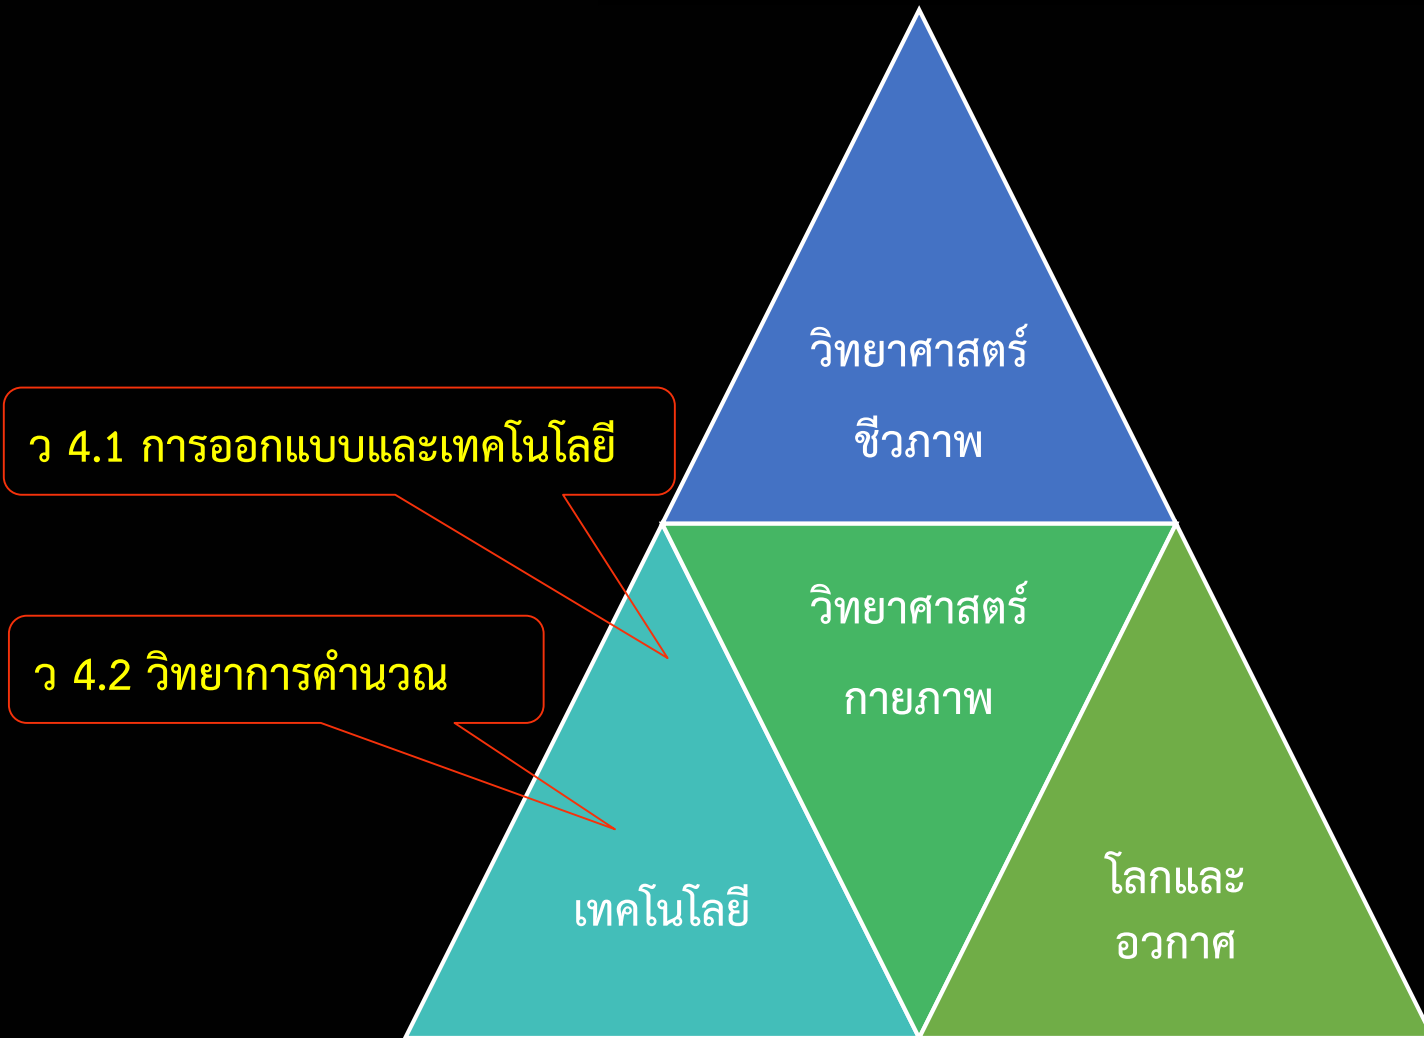 วิทยาศาสตร์
ชีวภาพ
ว 4.1 การออกแบบและเทคโนโลยี
วิทยาศาสตร์
กายภาพ
ว 4.2 วิทยาการคำนวณ
เทคโนโลยี
โลกและ
อวกาศ